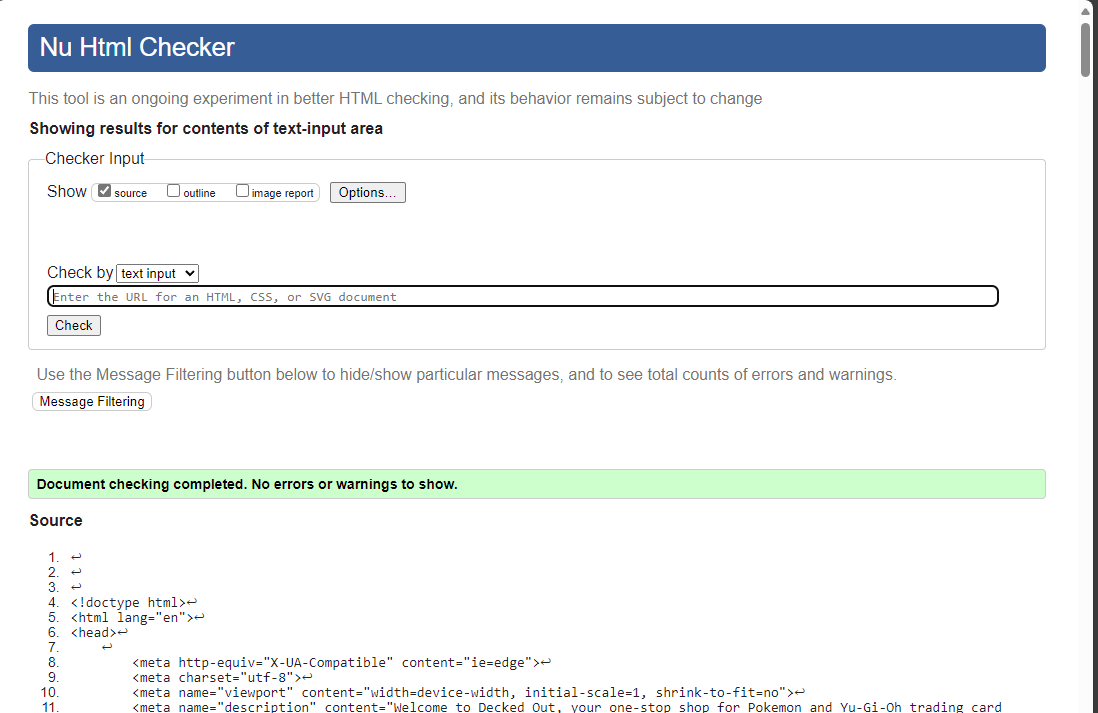 Nu Html Checker
This tool is an ongoing experiment in better HTML checking, and its behavior remains subject to change
Showing results for contents of text-input area
Checker Input
Show source outline image report Options...
Check by text input
Enter the URL for an HTML, CSS, or SVG document
Check
Use the Message Filtering button below to hide/show particular messages, and to see total counts of errors and warnings.
Message Filtering
Document checking completed. No errors or warnings to show.
Source
1. ↩
2. ↩
3. ↩
4. <!doctype html>↩
5. <html lang="en">↩
6. <head>↩
7. ↩
8. <meta http-equiv="X-UA-Compatible" content="ie=edge">↩
9. <meta charset="utf-8">↩
10. <meta name="viewport" content="width=device-width, initial-scale=1, shrink-to-fit=no">↩
11. <meta name="description" content="Welcome to Decked Out, your one-stop shop for Pokemon and Yu-Gi-Oh trading card